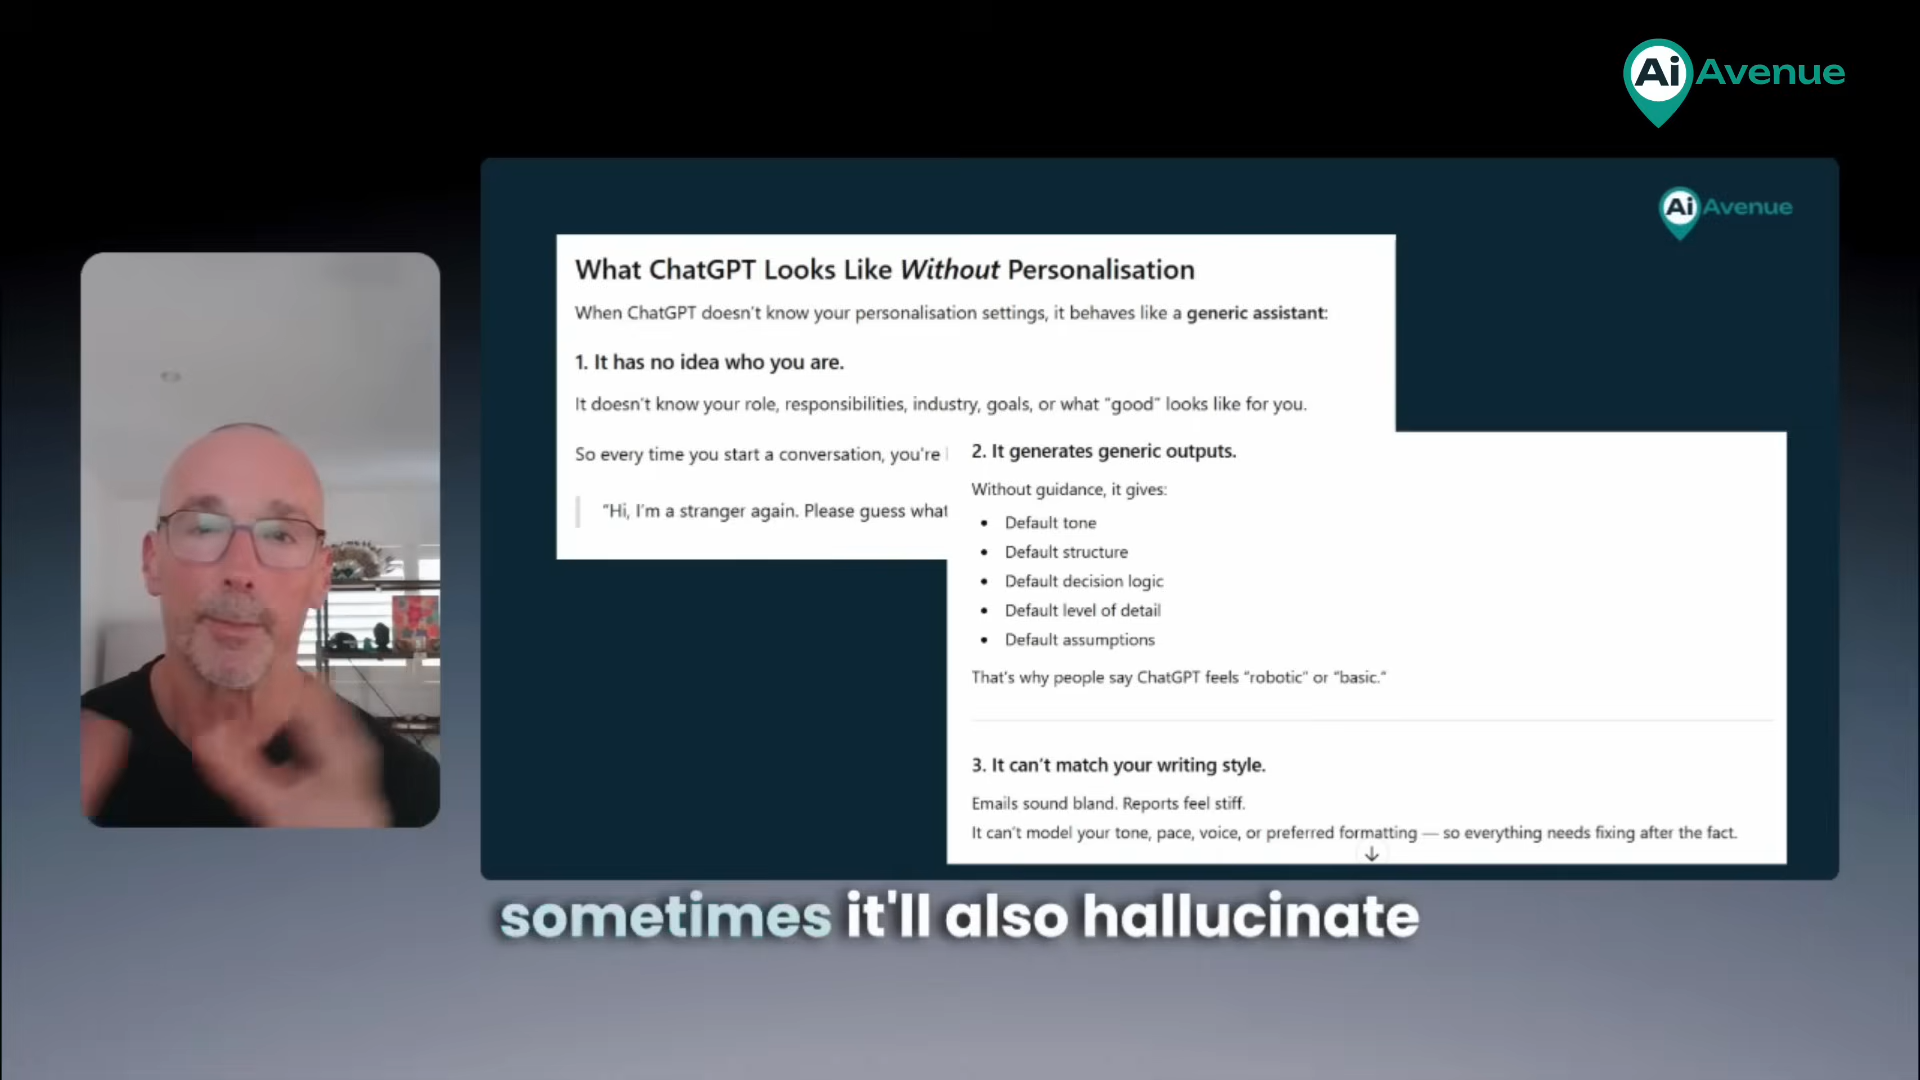 Ai Avenue
Ai Avenue
What ChatGPT Looks Like Without Personalisation
When ChatGPT doesn't know your personalisation settings, it behaves like a generic assistant:
1. It has no idea who you are.
It doesn't know your role, responsibilities, industry, goals, or what “good” looks like for you.
So every time you start a conversation, you're
“Hi, I'm a stranger again. Please guess what
2. It generates generic outputs.
Without guidance, it gives:
• Default tone
• Default structure
• Default decision logic
• Default level of detail
• Default assumptions
That's why people say ChatGPT feels “robotic” or “basic.”
3. It can't match your writing style.
Emails sound bland. Reports feel stiff.
It can't model your tone, pace, voice, or preferred formatting — so everything needs fixing after the fact.
sometimes it'll also hallucinate